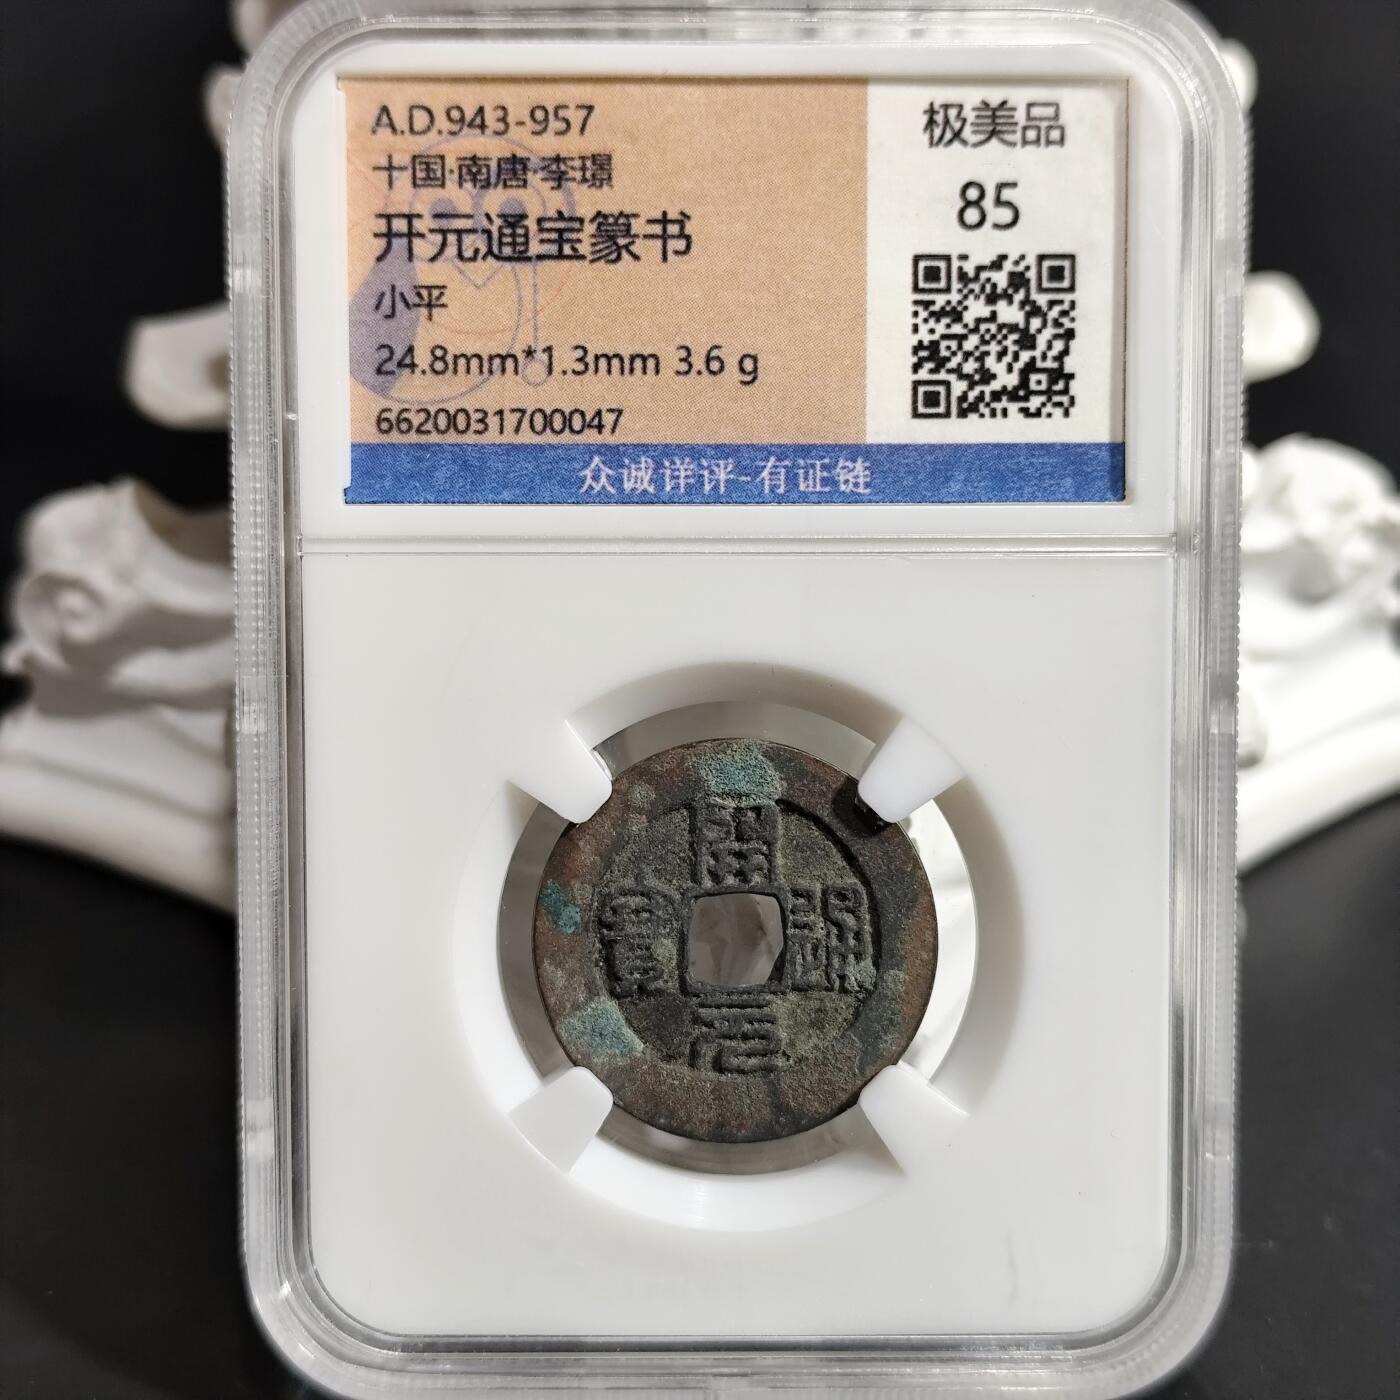 A.D.943-957
十国·南唐·李璟
开元通宝篆书
小平
24.8mm*1.3mm 3.6 g
6620031700047
极美品
85
众诚详评-有证链
開元通寶